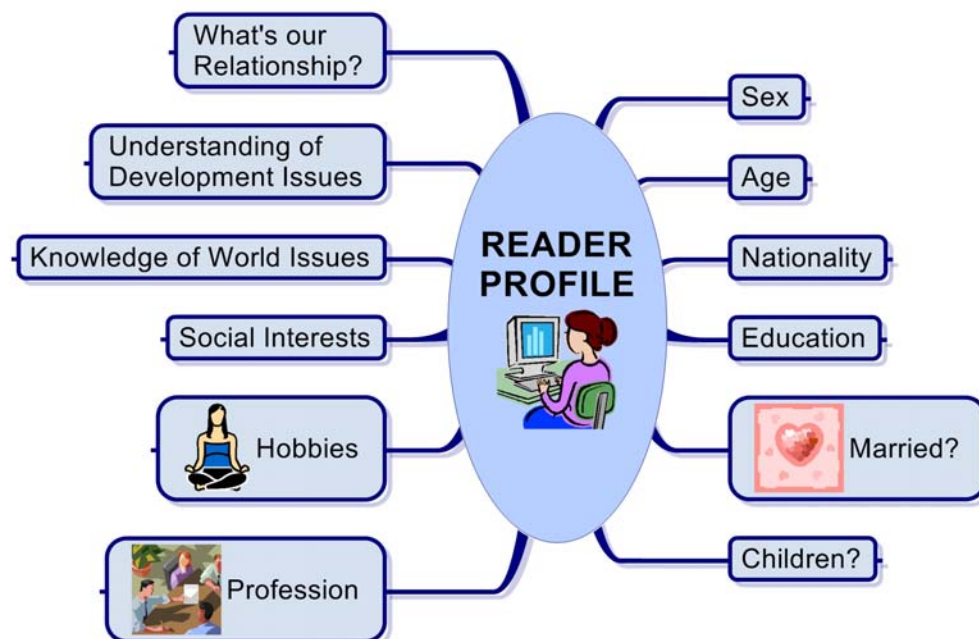 What's our
Relationship?
Understanding of
Development Issues
Knowledge of World Issues
Social Interests
Hobbies
Profession
READER
PROFILE
Sex
Age
Nationality
Education
Married?
Children?